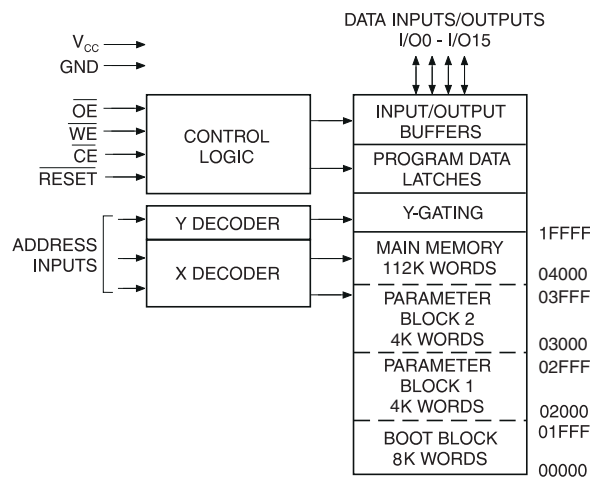 DATA INPUTS/OUTPUTS
I/O0 - I/O15
VCC
GND
OE
WE
CE
RESET
CONTROL
LOGIC
INPUT/OUTPUT
BUFFERS
PROGRAM DATA
LATCHES
Y-GATING
ADDRESS
INPUTS
Y DECODER
X DECODER
1FFFF
MAIN MEMORY
112K WORDS
04000
PARAMETER
BLOCK 2
4K WORDS
03FFF
03000
PARAMETER
BLOCK 1
4K WORDS
02FFF
02000
BOOT BLOCK
8K WORDS
01FFF
00000